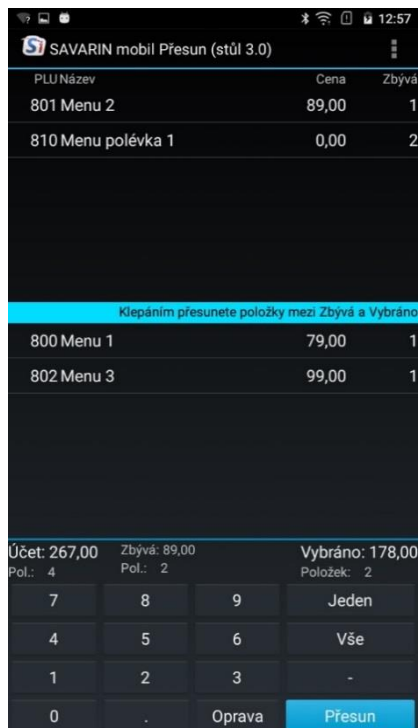 12:57
Si SAVARIN mobil Přesun (stůl 3.0)
PLU Název Cena Zbývá
801 Menu 2 89,00 1
810 Menu polévka 1 0,00 2
Klepáním přesunete položky mezi Zbývá a Vybráno
800 Menu 1 79,00 1
802 Menu 3 99,00 1
Účet: 267,00 Zbývá: 89,00 Vybráno: 178,00
Pol.: 4 Pol.: 2 Položek: 2
7 8 9 Jeden
4 5 6 Vše
1 2 3 -
0 . Oprava Přesun